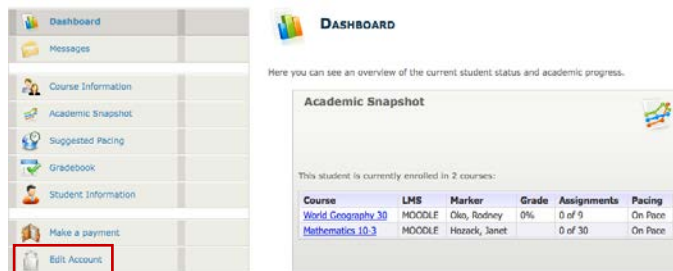 Dashboard
Messages
Course Information
Academic Snapshot
Suggested Pacing
Gradebook
Student Information
Make a payment
Edit Account
DASHBOARD
Here you can see an overview of the current student status and academic progress.
Academic Snapshot
This student is currently enrolled in 2 courses:
Course LMS Marker Grade Assignments Pacing
World Geography 30 MOODLE Oko, Rodney 0% 0 of 9 On Pace
Mathematics 10-3 MOODLE Hozack, Janet 0 of 30 On Pace